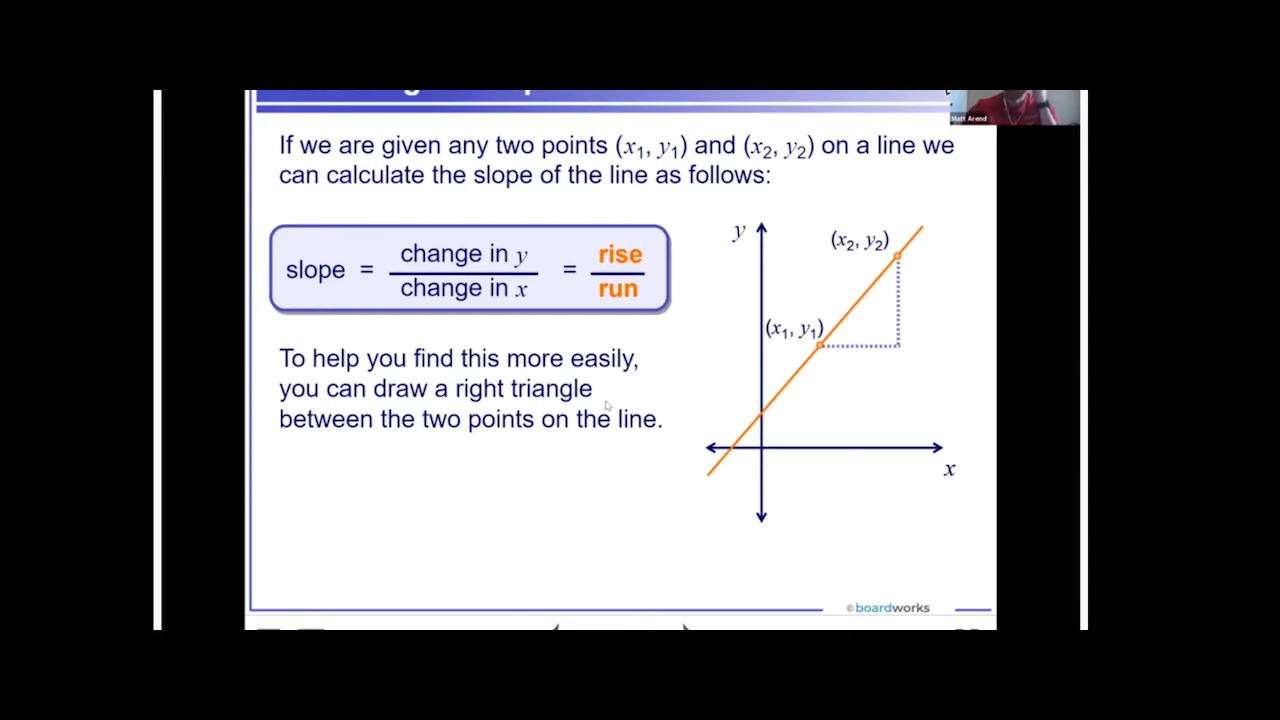 Matt Arend
If we are given any two points (x₁, y₁) and (x₂, y₂) on a line we
can calculate the slope of the line as follows:
slope = change in y / change in x = rise / run
y
(x₂, y₂)
(x₁, y₁)
x
To help you find this more easily,
you can draw a right triangle
between the two points on the line.
©boardworks